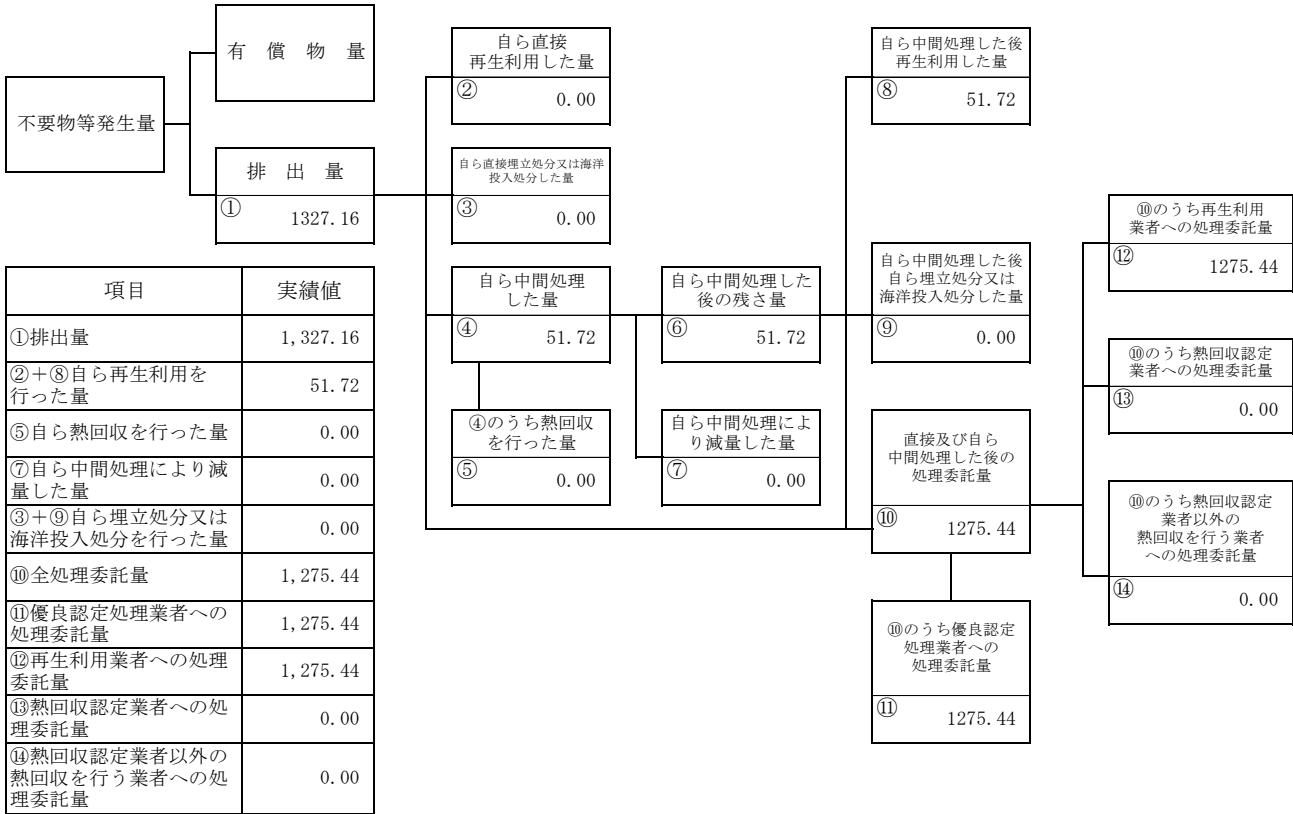 不要物等発生量
有償物量
排出量
①
1327.16
自ら直接
再生利用した量
②
0.00
自ら直接埋立処分又は海洋
投入処分した量
③
0.00
自ら中間処理
した量
④
51.72
④のうち熱回収
を行った量
⑤
0.00
自ら中間処理した
後の残さ量
⑥
51.72
自ら中間処理によ
り減量した量
⑦
0.00
自ら中間処理した後
再生利用した量
⑧
51.72
自ら中間処理した後
自ら埋立処分又は
海洋投入処分した量
⑨
0.00
直接及び自ら
中間処理した後の
処理委託量
⑩
1275.44
⑩のうち優良認定
処理業者への
処理委託量
⑪
1275.44
⑩のうち再生利用
業者への処理委託量
⑫
1275.44
⑩のうち熱回収認定
業者への処理委託量
⑬
0.00
⑩のうち熱回収認定
業者以外の
熱回収を行う業者
への処理委託量
⑭
0.00
項目 実績値
①排出量 1,327.16
②+⑧自ら再生利用を
行った量 51.72
⑤自ら熱回収を行った量 0.00
⑦自ら中間処理により減
量した量 0.00
③+⑨自ら埋立処分又は
海洋投入処分を行った量 0.00
⑩全処理委託量 1,275.44
⑪優良認定処理業者への
処理委託量 1,275.44
⑫再生利用業者への処理
委託量 1,275.44
⑬熱回収認定業者への処
理委託量 0.00
⑭熱回収認定業者以外の
熱回収を行う業者への処
理委託量 0.00